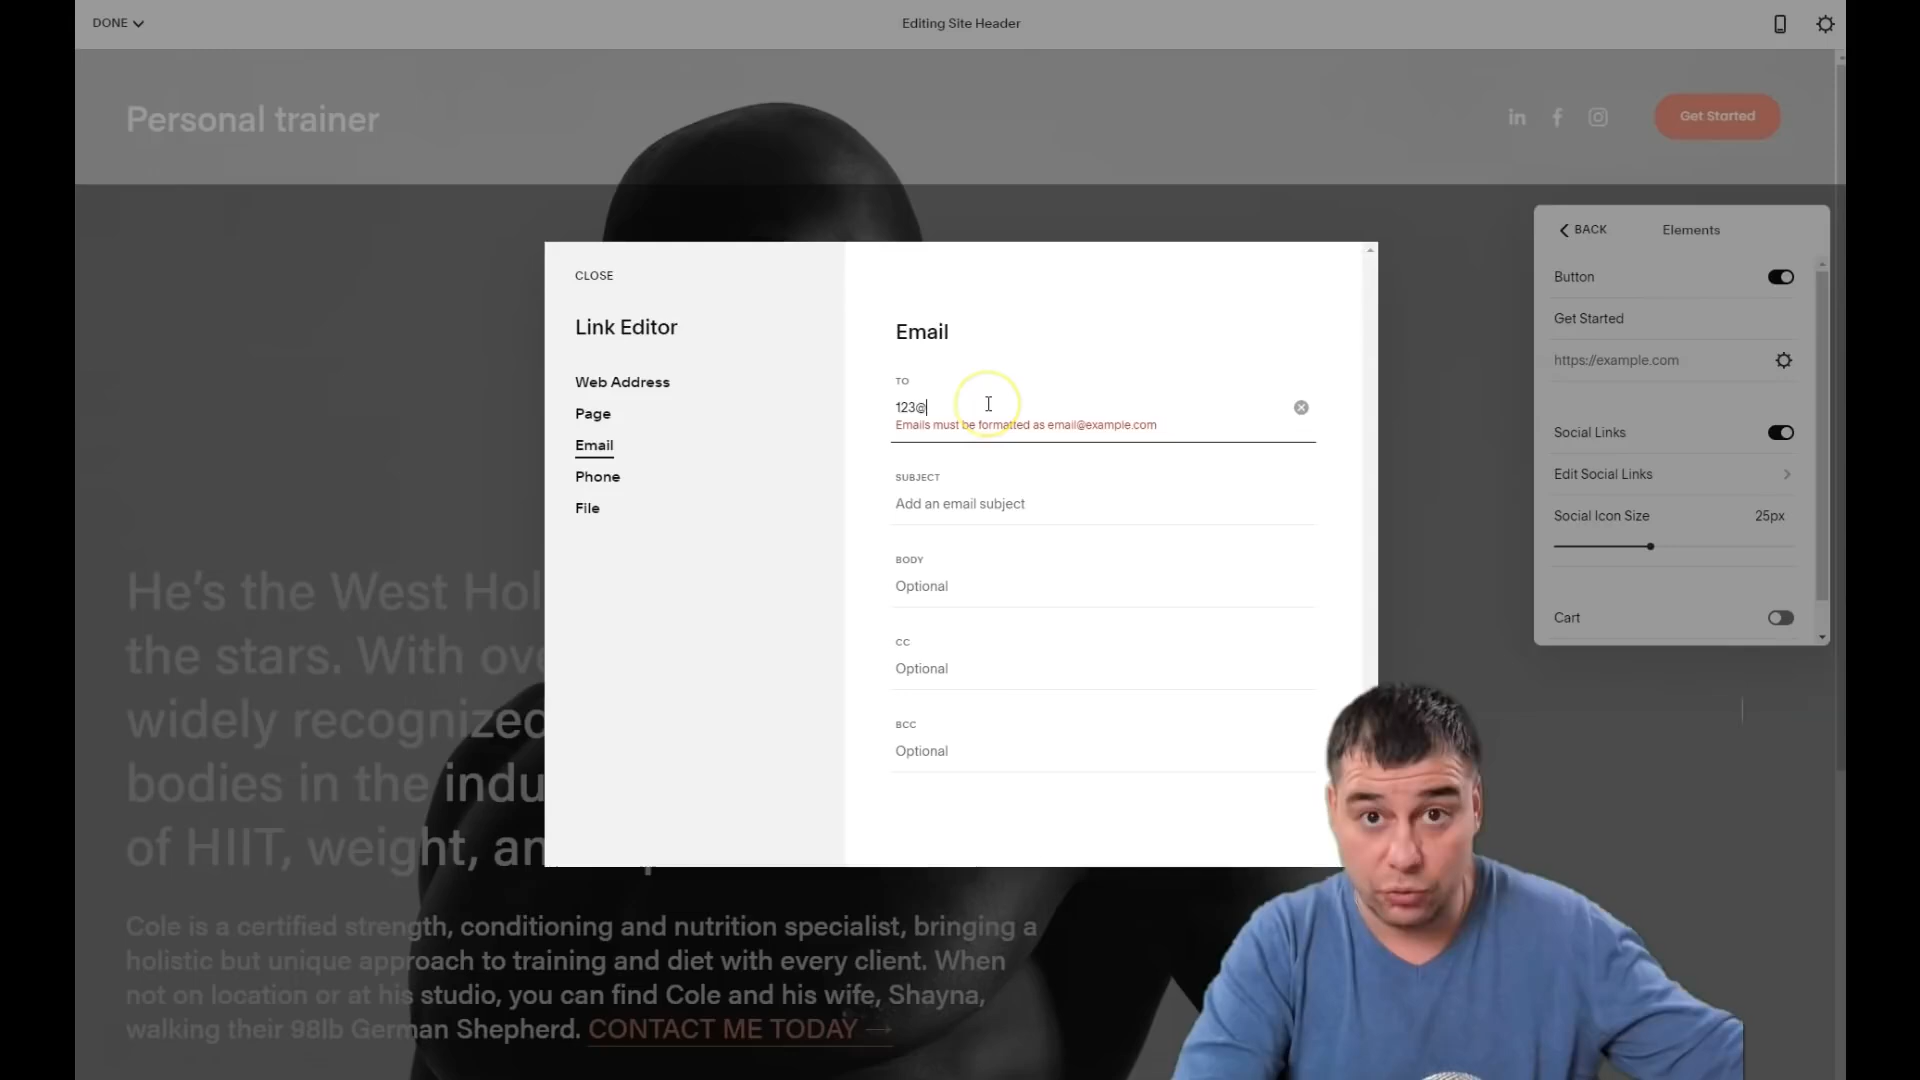 DONE
Editing Site Header
Personal trainer
in
Get Started
BACK
Elements
Button
Get Started
https://example.com
Social Links
Edit Social Links
Social Icon Size
25px
Cart
CLOSE
Link Editor
Web Address
Page
Email
Phone
File
Email
TO
123@
Emails must be formatted as email@example.com
SUBJECT
Add an email subject
BODY
Optional
CC
Optional
BCC
Optional
He's the West Hol
the stars. With ove
widely recognized
bodies in the indu
of HIIT, weight, an
Cole is a certified strength, conditioning and nutrition specialist, bringing a
holistic but unique approach to training and diet with every client. When
not on location or at his studio, you can find Cole and his wife, Shayna,
walking their 98lb German Shepherd. CONTACT ME TODAY →